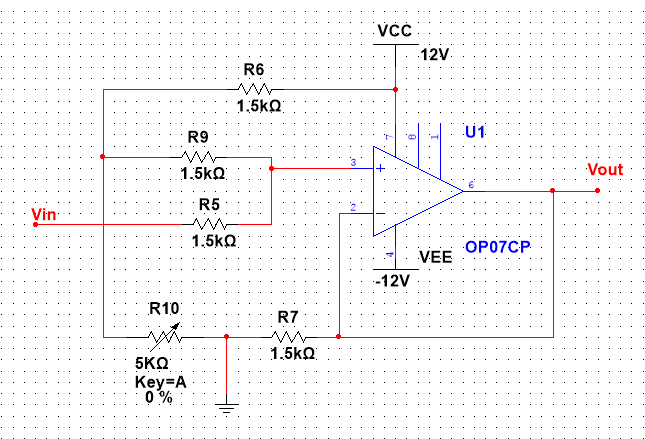 VCC
12V
R6
1.5kΩ
U1
7
8
1
R9
1.5kΩ
3
Vout
6
R5
1.5kΩ
2
Vin
OP07CP
4
VEE
-12V
R10
R7
1.5kΩ
5KΩ
Key=A
0 %